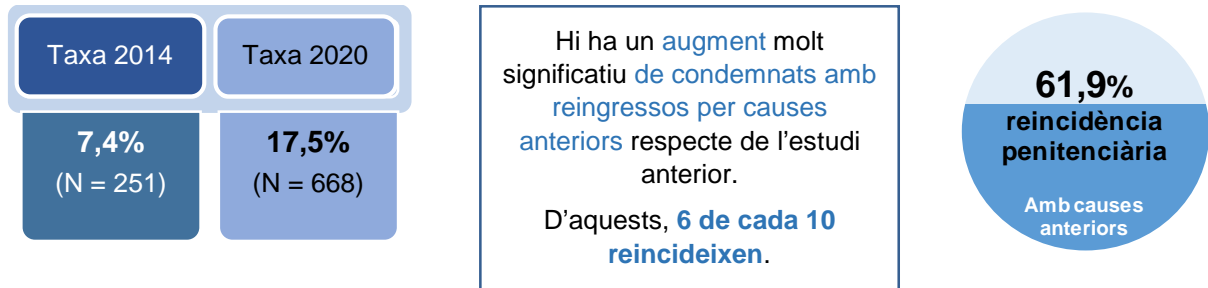 Taxa 2014
Taxa 2020
7,4%
(N = 251)
17,5%
(N = 668)
Hi ha un augment molt
significatiu de condemnats amb
reingressos per causes
anteriors respecte de l’estudi
anterior.
D’aquests, 6 de cada 10
reincideixen.
61,9%
reincidència
penitenciària
Amb causes
anteriors